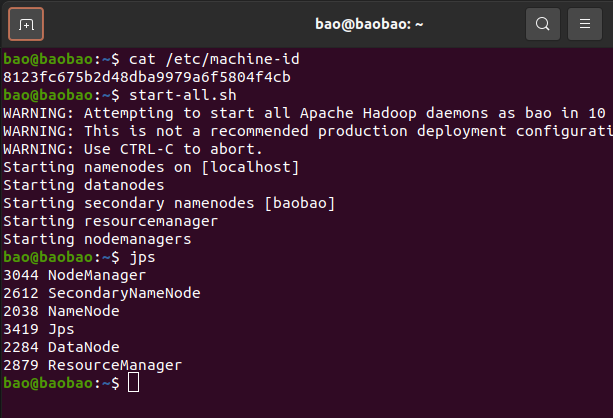 bao@baobao: ~
bao@baobao:~$ cat /etc/machine-id
8123fc675b2d48dba9979a6f5804f4cb
bao@baobao:~$ start-all.sh
WARNING: Attempting to start all Apache Hadoop daemons as bao in 10
WARNING: This is not a recommended production deployment configurati
WARNING: Use CTRL-C to abort.
Starting namenodes on [localhost]
Starting datanodes
Starting secondary namenodes [baobao]
Starting resourcemanager
Starting nodemanagers
bao@baobao:~$ jps
3044 NodeManager
2612 SecondaryNameNode
2038 NameNode
3419 Jps
2284 DataNode
2879 ResourceManager
bao@baobao:~$